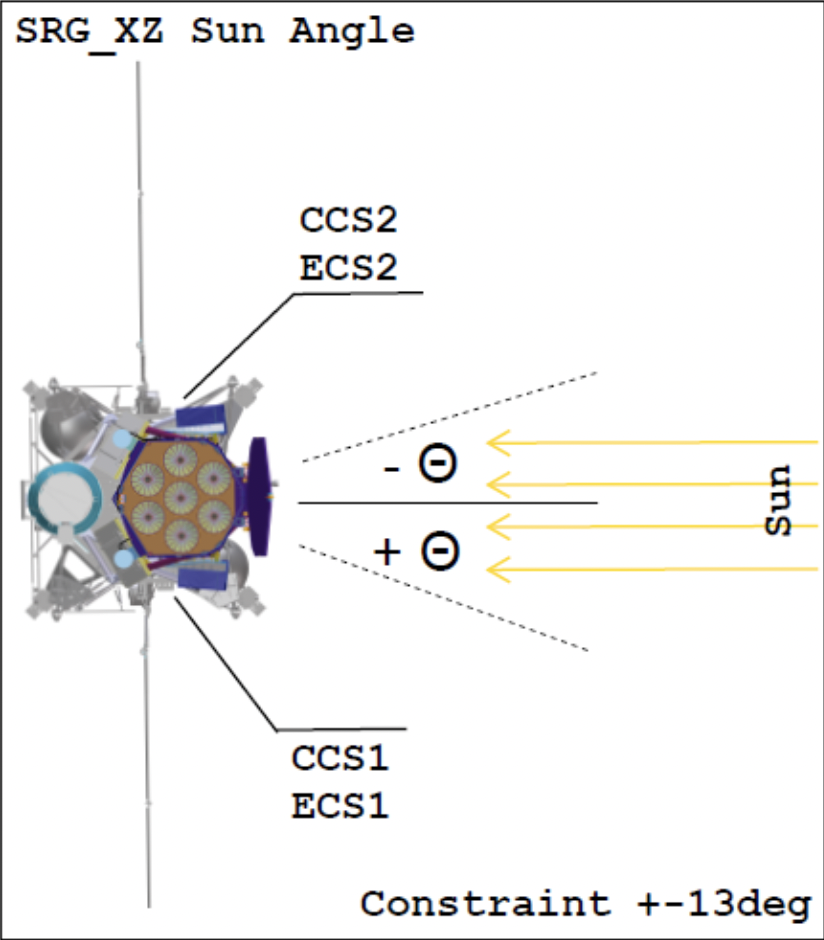 SRG_XZ Sun Angle
CCS2
ECS2
- Θ
+ Θ
Sun
CCS1
ECS1
Constraint +-13deg